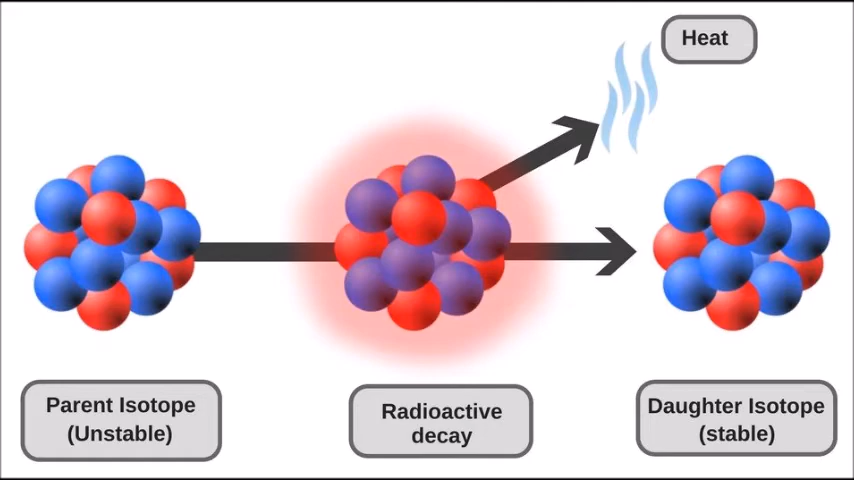 Heat
Parent Isotope
(Unstable)
Radioactive
decay
Daughter Isotope
(stable)